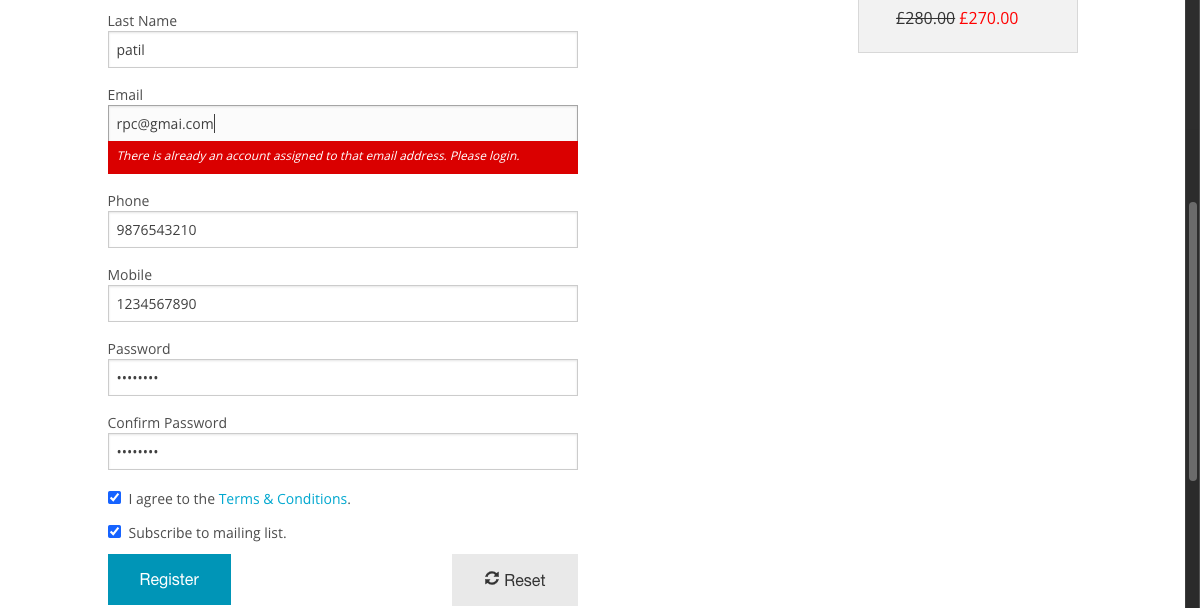 Last Name
patil
£280.00 £270.00
Email
rpc@gmai.com
There is already an account assigned to that email address. Please login.
Phone
9876543210
Mobile
1234567890
Password
••••••••
Confirm Password
••••••••
I agree to the Terms & Conditions.
Subscribe to mailing list.
Register
Reset